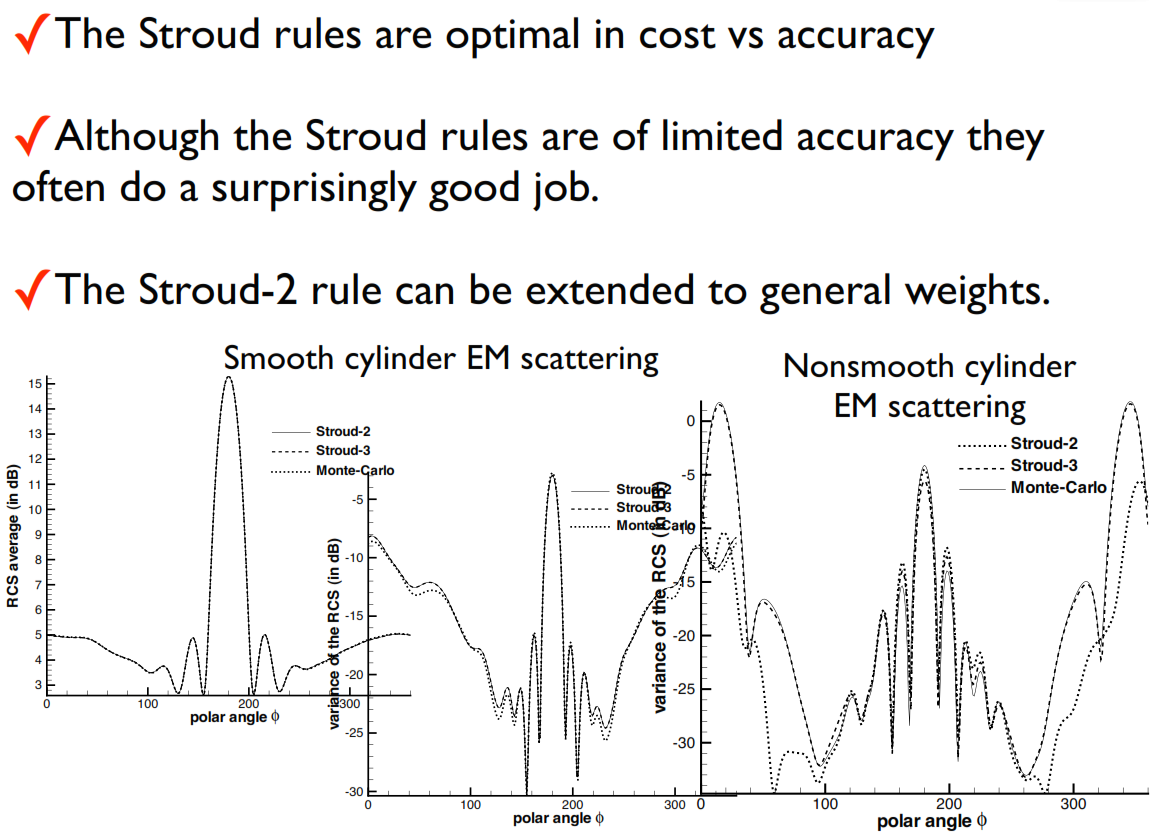 ✓The Stroud rules are optimal in cost vs accuracy
✓Although the Stroud rules are of limited accuracy they
often do a surprisingly good job.
✓The Stroud-2 rule can be extended to general weights.
Smooth cylinder EM scattering
Nonsmooth cylinder
EM scattering
15
14
13
12
11
10
9
8
7
6
5
4
3
RCS average (in dB)
Stroud-2
Stroud-3
Monte-Carlo
0
100
200
300
polar angle ϕ
-5
-10
-15
-20
-25
-30
variance of the RCS (in dB)
Stroud-2
Stroud-3
Monte-Carlo
0
100
200
300
polar angle ϕ
0
-5
-10
-15
-20
-25
-30
variance of the RCS (in dB)
Stroud-2
Stroud-3
Monte-Carlo
0
100
200
300
polar angle ϕ